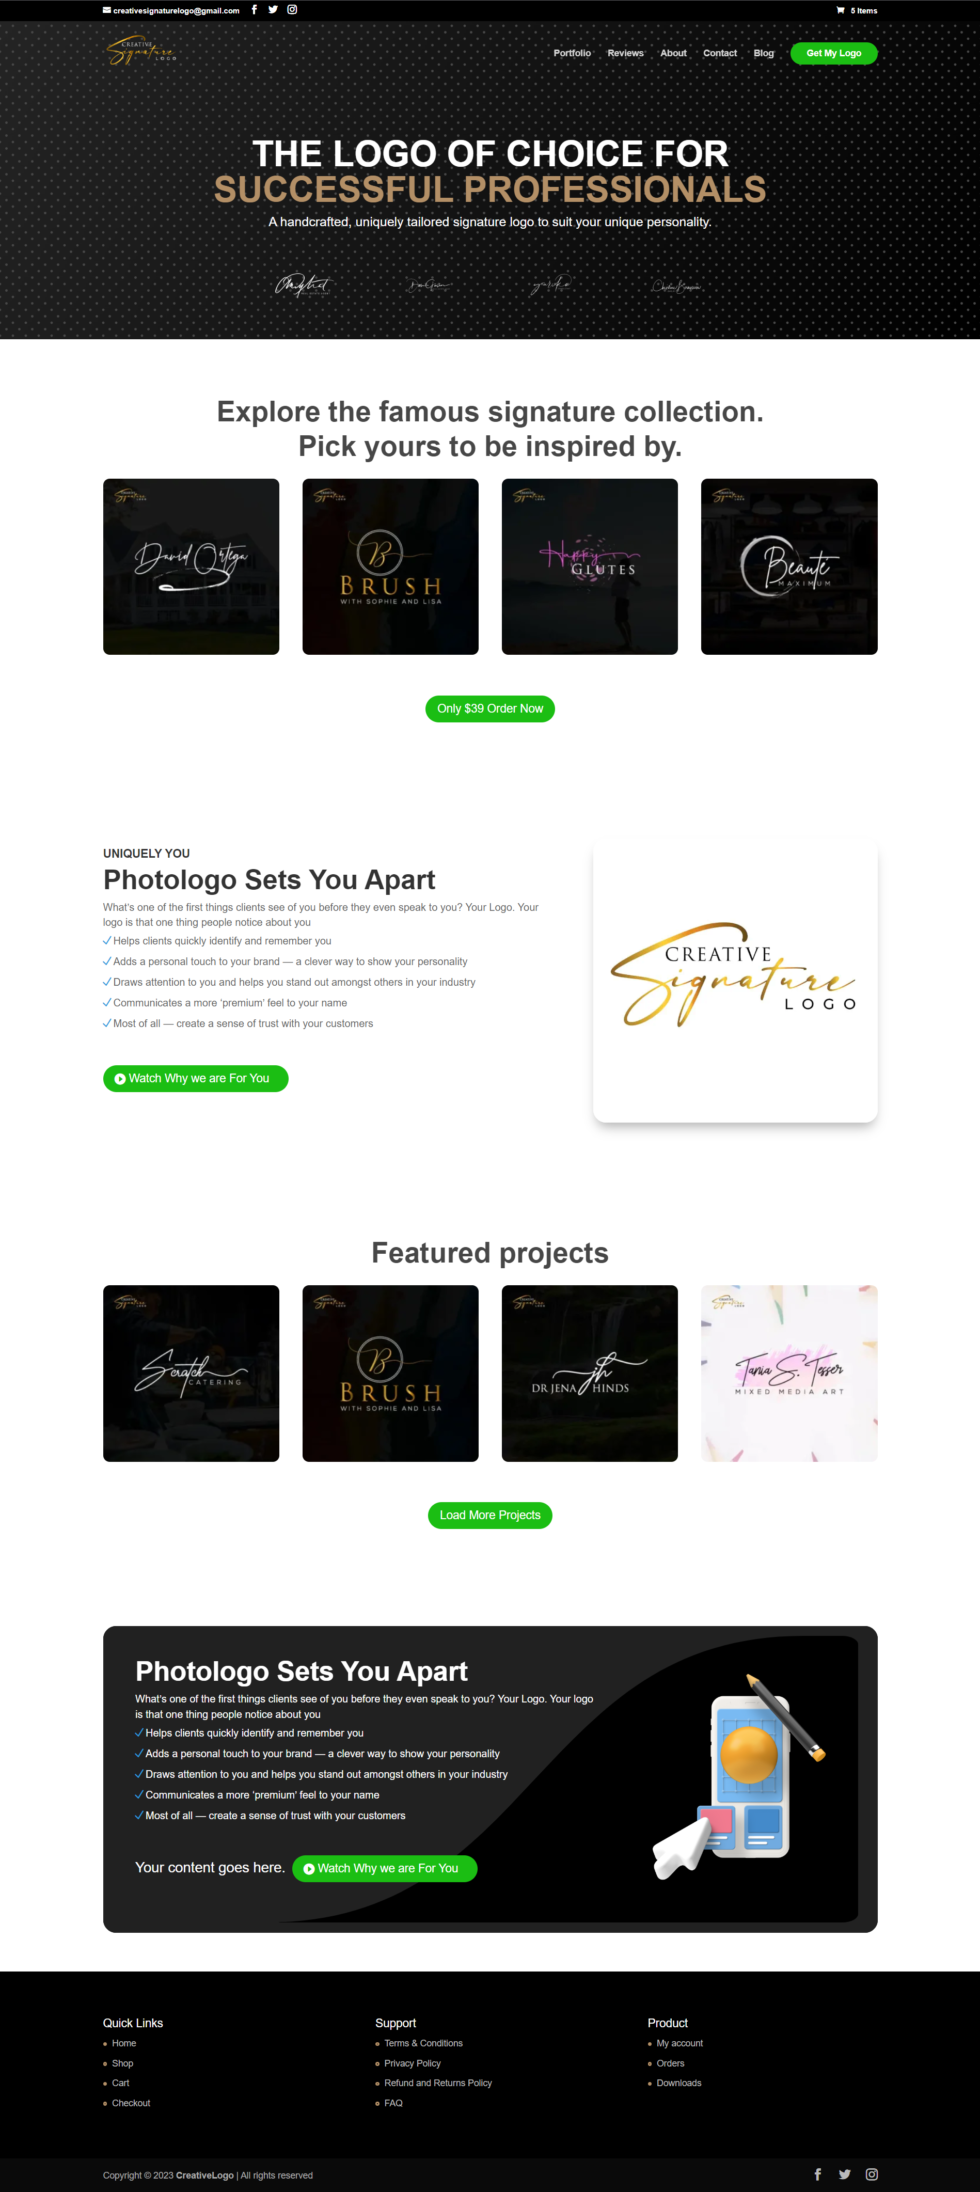 creativesignaturelogo@gmail.com
5 Items
CREATIVE
Signature
LOGO
Portfolio
Reviews
About
Contact
Blog
Get My Logo
THE LOGO OF CHOICE FOR
SUCCESSFUL PROFESSIONALS
A handcrafted, uniquely tailored signature logo to suit your unique personality.
Explore the famous signature collection.
Pick yours to be inspired by.
David Ortega
B
BRUSH
WITH SOPHIE AND LISA
Happy
GLUTES
Beaute
MAXIMUM
Only $39 Order Now
UNIQUELY YOU
Photologo Sets You Apart
What's one of the first things clients see of you before they even speak to you? Your Logo. Your
logo is that one thing people notice about you
Helps clients quickly identify and remember you
Adds a personal touch to your brand — a clever way to show your personality
Draws attention to you and helps you stand out amongst others in your industry
Communicates a more 'premium' feel to your name
Most of all — create a sense of trust with your customers
Watch Why we are For You
CREATIVE
Signature
LOGO
Featured projects
Scratch
CATERING
B
BRUSH
WITH SOPHIE AND LISA
jh
DR JENA HINDS
Tania S. Tesser
MIXED MEDIA ART
Load More Projects
Photologo Sets You Apart
What's one of the first things clients see of you before they even speak to you? Your Logo. Your logo
is that one thing people notice about you
Helps clients quickly identify and remember you
Adds a personal touch to your brand — a clever way to show your personality
Draws attention to you and helps you stand out amongst others in your industry
Communicates a more 'premium' feel to your name
Most of all — create a sense of trust with your customers
Your content goes here.
Watch Why we are For You
Quick Links
Home
Shop
Cart
Checkout
Support
Terms & Conditions
Privacy Policy
Refund and Returns Policy
FAQ
Product
My account
Orders
Downloads
Copyright © 2023 CreativeLogo | All rights reserved